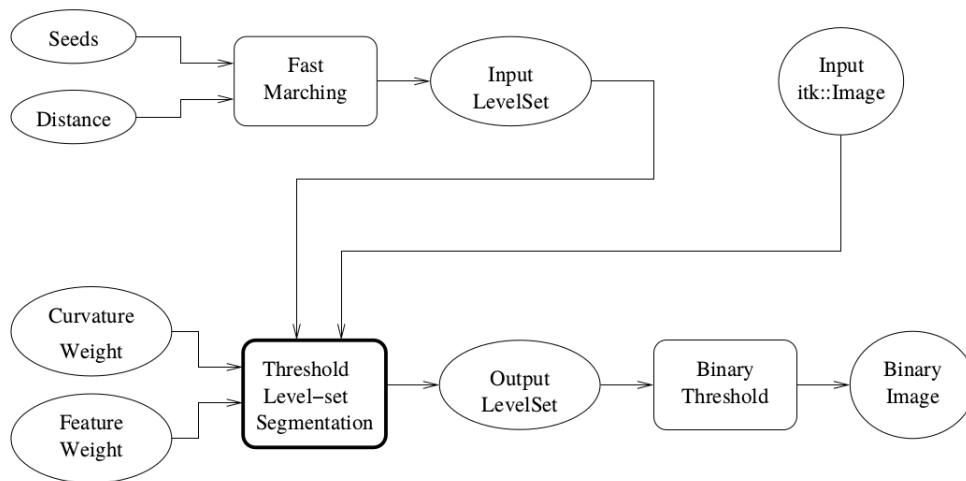 Seeds
Distance
Fast
Marching
Input
LevelSet
Input
itk::Image
Curvature
Weight
Feature
Weight
Threshold
Level−set
Segmentation
Output
LevelSet
Binary
Threshold
Binary
Image